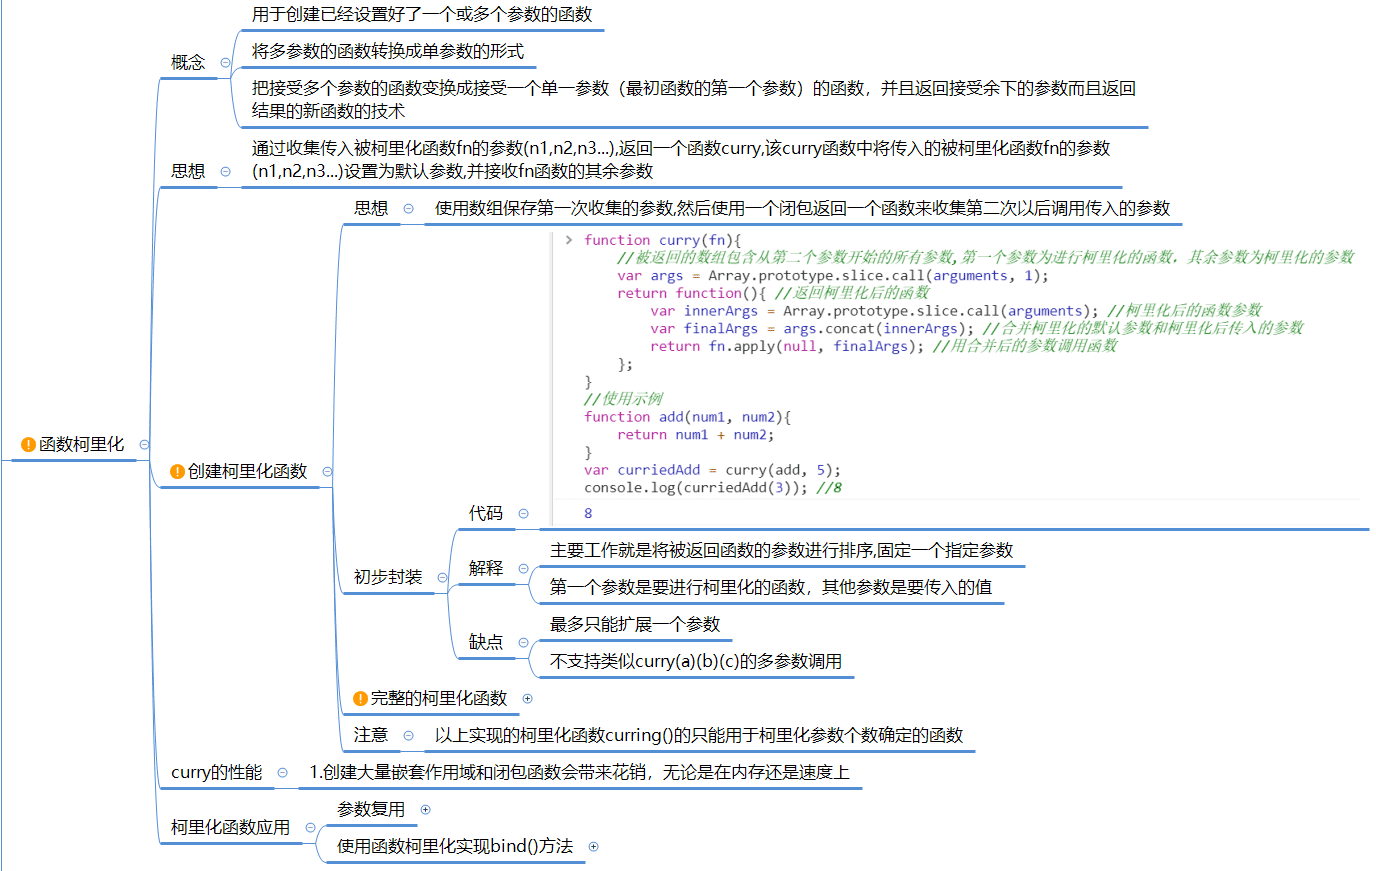 函数柯里化
概念
用于创建已经设置好了一个或多个参数的函数
将多参数的函数转换成单参数的形式
把接受多个参数的函数变换成接受一个单一参数（最初函数的第一个参数）的函数，并且返回接受余下的参数而且返回
结果的新函数的技术
思想
通过收集传入被柯里化函数fn的参数(n1,n2,n3...),返回一个函数curry,该curry函数中将传入的被柯里化函数fn的参数
(n1,n2,n3...)设置为默认参数,并接收fn函数的其余参数
创建柯里化函数
思想
使用数组保存第一次收集的参数,然后使用一个闭包返回一个函数来收集第二次以后调用传入的参数
初步封装
代码
function curry(fn){
//被返回的数组包含从第二个参数开始的所有参数,第一个参数为进行柯里化的函数. 其余参数为柯里化的参数
var args = Array.prototype.slice.call(arguments, 1);
return function(){ //返回柯里化后的函数
var innerArgs = Array.prototype.slice.call(arguments); //柯里化后的函数参数
var finalArgs = args.concat(innerArgs); //合并柯里化的默认参数和柯里化后传入的参数
return fn.apply(null, finalArgs); //用合并后的参数调用函数
};
}
//使用示例
function add(num1, num2){
return num1 + num2;
}
var curriedAdd = curry(add, 5);
console.log(curriedAdd(3)); //8
8
解释
主要工作就是将被返回函数的参数进行排序,固定一个指定参数
第一个参数是要进行柯里化的函数，其他参数是要传入的值
缺点
最多只能扩展一个参数
不支持类似curry(a)(b)(c)的多参数调用
完整的柯里化函数
注意
以上实现的柯里化函数curring()的只能用于柯里化参数个数确定的函数
curry的性能
1.创建大量嵌套作用域和闭包函数会带来花销，无论是在内存还是速度上
柯里化函数应用
参数复用
使用函数柯里化实现bind()方法